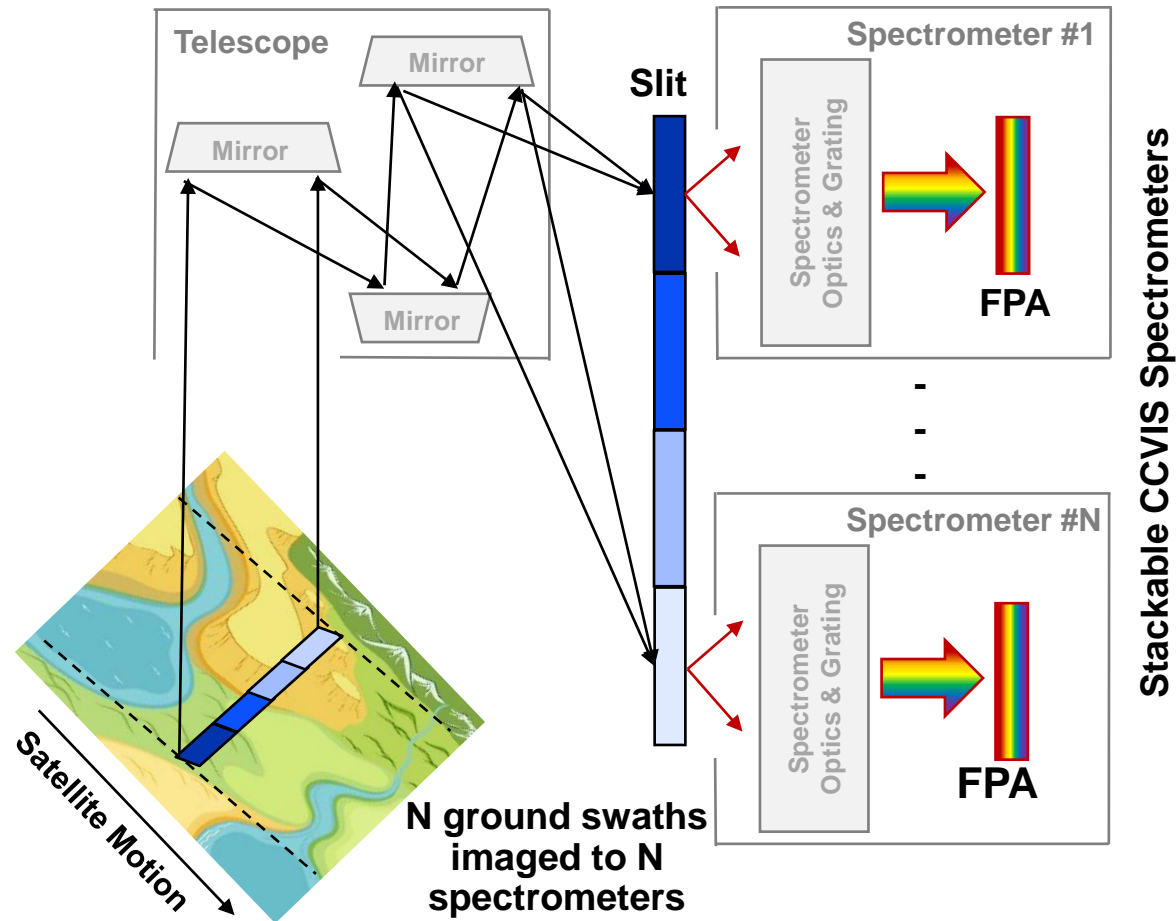 Telescope
Mirror
Mirror
Mirror
Slit
Spectrometer #1
Spectrometer
Optics & Grating
FPA
-
-
-
Spectrometer #N
Spectrometer
Optics & Grating
FPA
Stackable CCVIS Spectrometers
Satellite Motion
N ground swaths
imaged to N
spectrometers